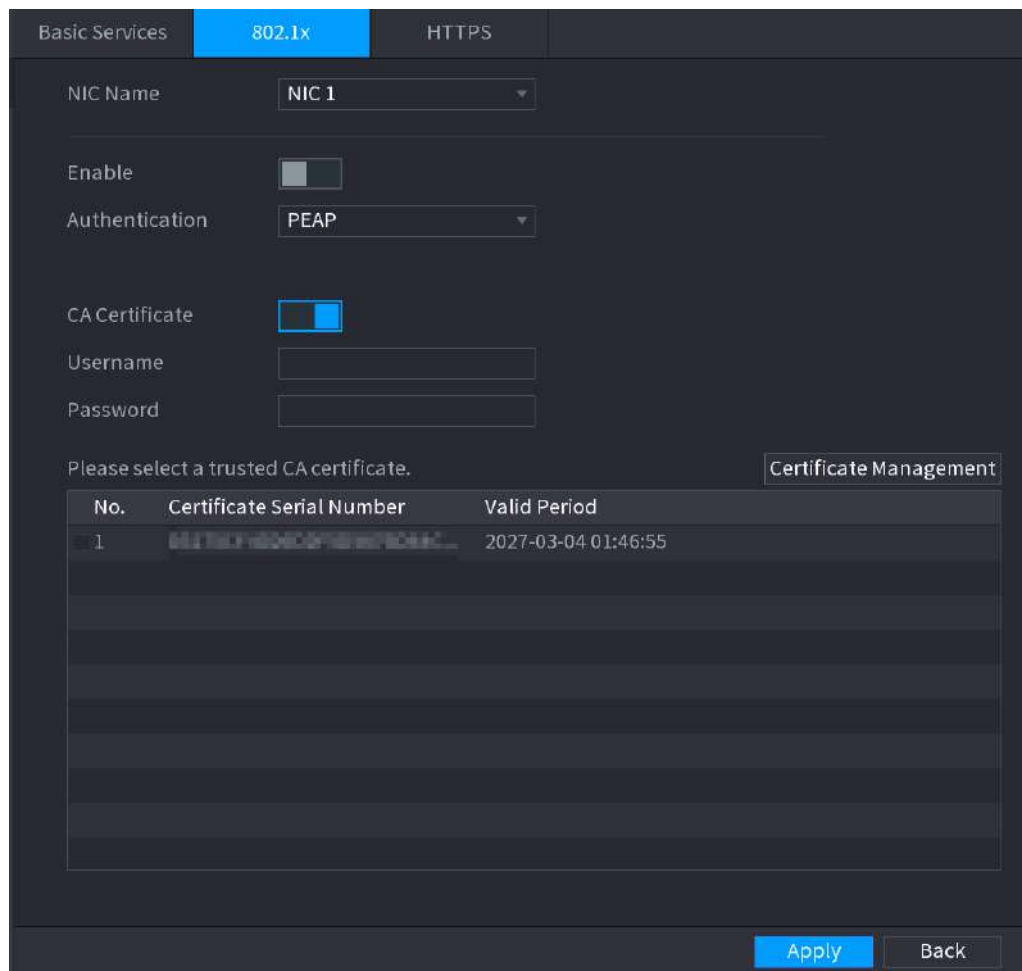 Basic Services 802.1x HTTPS
NIC Name NIC 1
Enable
Authentication PEAP
CA Certificate
Username
Password
Please select a trusted CA certificate. Certificate Management
No. Certificate Serial Number Valid Period
1 2027-03-04 01:46:55
Apply Back